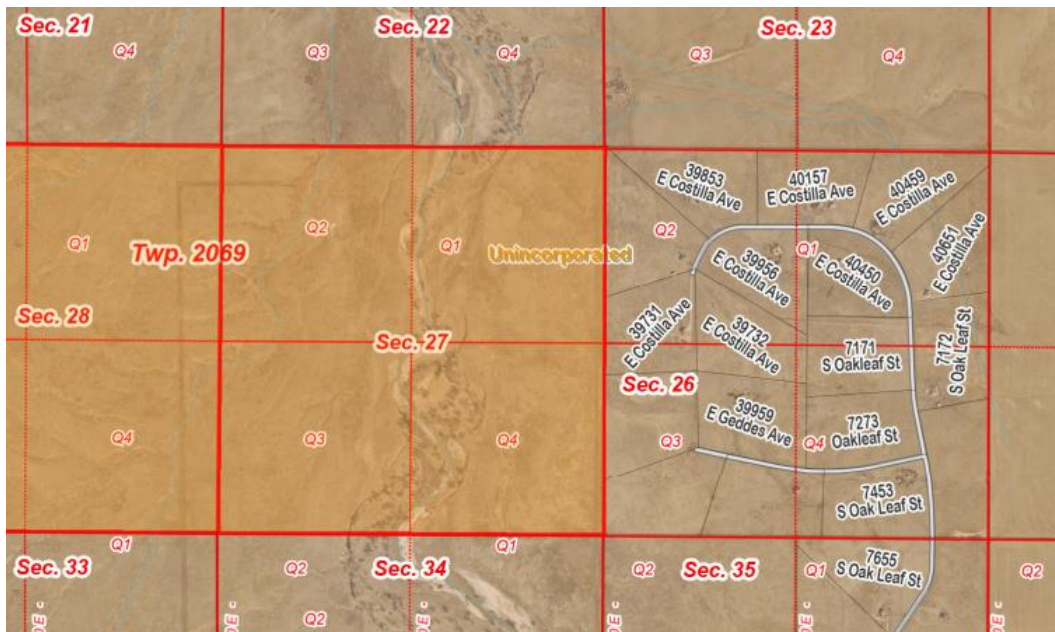 Sec. 21
Sec. 22
Sec. 23
Q4
Q3
Q4
Q3
Q4
39853
E Costilla Ave
40157
E Costilla Ave
40459
E Costilla Ave
Q1
Twp. 2069
Q2
Q1
Unincorporated
Q2
Q1
39956
E Costilla Ave
40450
E Costilla Ave
40651
E Costilla Ave
Sec. 28
Sec. 27
39731
E Costilla Ave
39732
E Costilla Ave
7171
S Oakleaf St
7172
S Oak Leaf St
Sec. 26
Q4
Q3
Q4
Q3
39959
E Geddes Ave
Q4
7273
Oakleaf St
7453
S Oak Leaf St
Q1
Q1
Sec. 33
Q2
Sec. 34
Q2
Sec. 35
Q1
7655
S Oak Leaf St
Q2
Q2